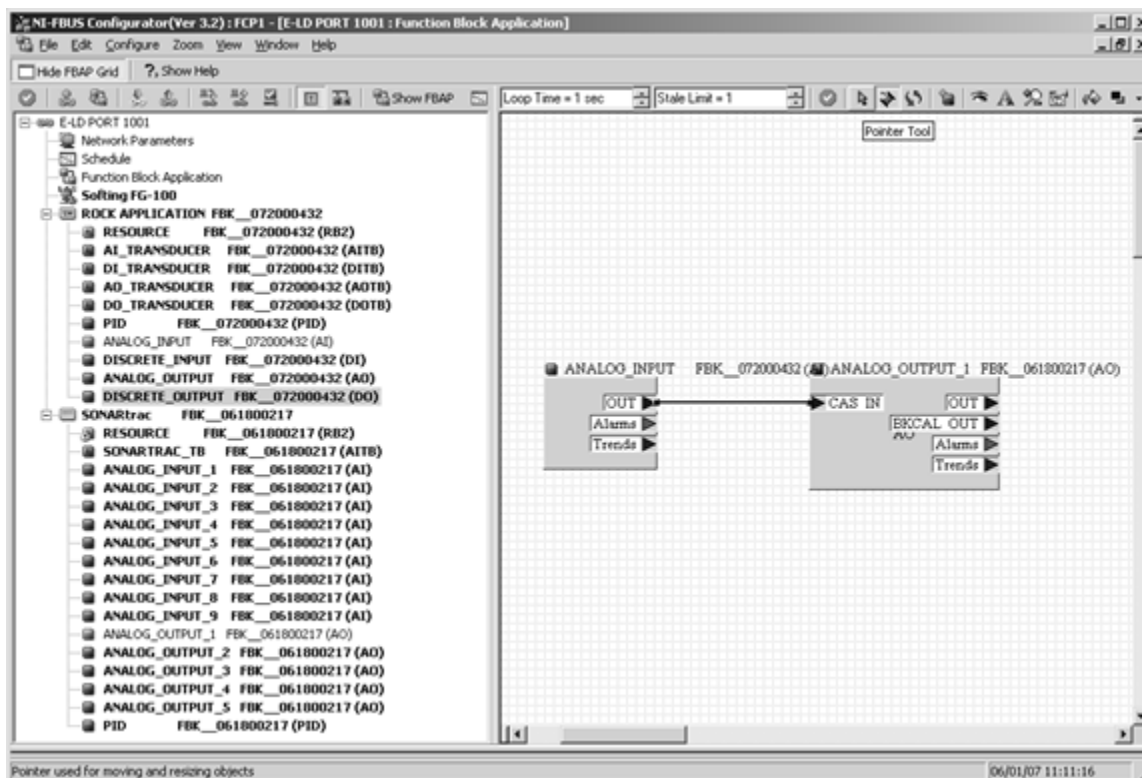 NI-FBUS Configurator(Ver 3.2) : FCP1 - [E-LD PORT 1001 : Function Block Application]
File Edit Configure Zoom View Window Help
Hide FBAP Grid ?, Show Help
Show FBAP Loop Time = 1 sec Stale Limit = 1
Pointer Tool
E-LD PORT 1001
Network Parameters
Schedule
Function Block Application
Softing FG-100
ROCK APPLICATION FBK__072000432
RESOURCE FBK__072000432 (RB2)
AI_TRANSDUCER FBK__072000432 (AITB)
DI_TRANSDUCER FBK__072000432 (DITB)
AO_TRANSDUCER FBK__072000432 (AOTB)
DO_TRANSDUCER FBK__072000432 (DOTB)
PID FBK__072000432 (PID)
ANALOG_INPUT FBK__072000432 (AI)
DISCRETE_INPUT FBK__072000432 (DI)
ANALOG_OUTPUT FBK__072000432 (AO)
DISCRETE_OUTPUT FBK__072000432 (DO)
SONARtrac FBK__061800217
RESOURCE FBK__061800217 (RB2)
SONARTRAC_TB FBK__061800217 (AITB)
ANALOG_INPUT_1 FBK__061800217 (AI)
ANALOG_INPUT_2 FBK__061800217 (AI)
ANALOG_INPUT_3 FBK__061800217 (AI)
ANALOG_INPUT_4 FBK__061800217 (AI)
ANALOG_INPUT_5 FBK__061800217 (AI)
ANALOG_INPUT_6 FBK__061800217 (AI)
ANALOG_INPUT_7 FBK__061800217 (AI)
ANALOG_INPUT_8 FBK__061800217 (AI)
ANALOG_INPUT_9 FBK__061800217 (AI)
ANALOG_OUTPUT_1 FBK__061800217 (AO)
ANALOG_OUTPUT_2 FBK__061800217 (AO)
ANALOG_OUTPUT_3 FBK__061800217 (AO)
ANALOG_OUTPUT_4 FBK__061800217 (AO)
ANALOG_OUTPUT_5 FBK__061800217 (AO)
PID FBK__061800217 (PID)
ANALOG_INPUT FBK__072000432
OUT
Alarms
Trends
ANALOG_OUTPUT_1 FBK__061800217 (AO)
CAS IN OUT
BKCAL OUT
AO
Alarms
Trends
Pointer used for moving and resizing objects 06/01/07 11:11:16